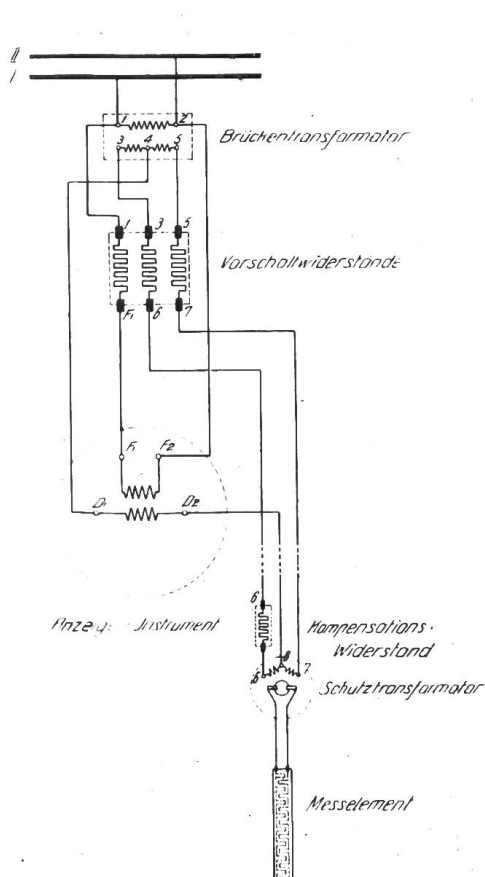 II
I
1 2
3 4 5
Brückentransformator
1 3 5
Vorschaltwiderstände
F1 6 7
F1 F2
D1 D2
6
Instrument
Kompensations-
Widerstand
8
6 7
Schutztransformator
Messelement